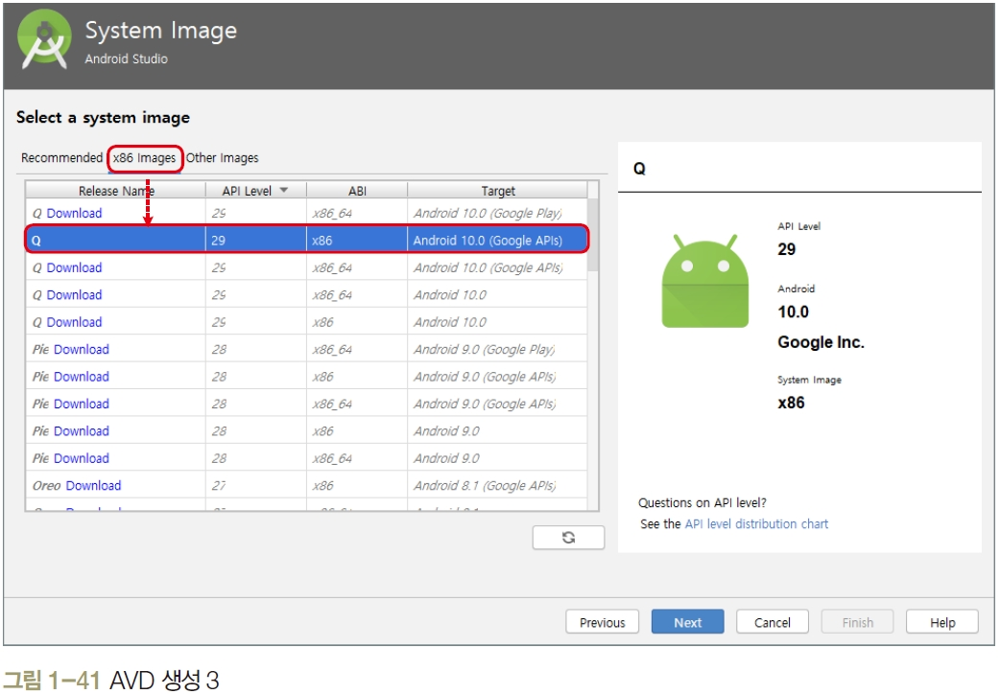 System Image
Android Studio
Select a system image
Recommended x86 Images Other Images
Release Name API Level ABI Target
Q Download 29 x86_64 Android 10.0 (Google Play)
Q 29 x86 Android 10.0 (Google APIs)
Q Download 29 x86_64 Android 10.0 (Google APIs)
Q Download 29 x86_64 Android 10.0
Q Download 29 x86 Android 10.0
Pie Download 28 x86_64 Android 9.0 (Google Play)
Pie Download 28 x86 Android 9.0 (Google APIs)
Pie Download 28 x86_64 Android 9.0 (Google APIs)
Pie Download 28 x86 Android 9.0
Pie Download 28 x86_64 Android 9.0
Oreo Download 27 x86 Android 8.1 (Google APIs)
Q
API Level
29
Android
10.0
Google Inc.
System Image
x86
Questions on API level?
See the API level distribution chart
Previous Next Cancel Finish Help
그림 1-41 AVD 생성 3